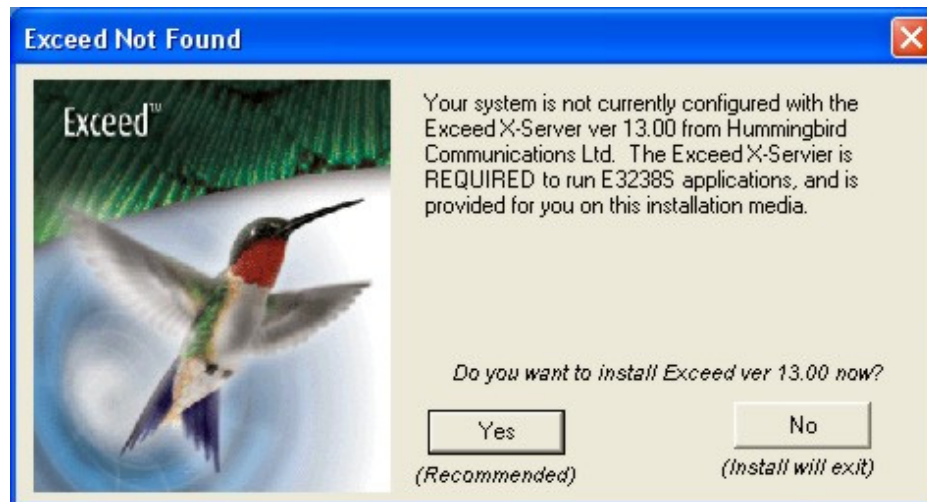 Exceed Not Found
Exceed™
Your system is not currently configured with the
Exceed X-Server ver 13.00 from Hummingbird
Communications Ltd.  The Exceed X-Servier is
REQUIRED to run E3238S applications, and is
provided for you on this installation media.
Do you want to install Exceed ver 13.00 now?
Yes
No
(Recommended)
(Install will exit)